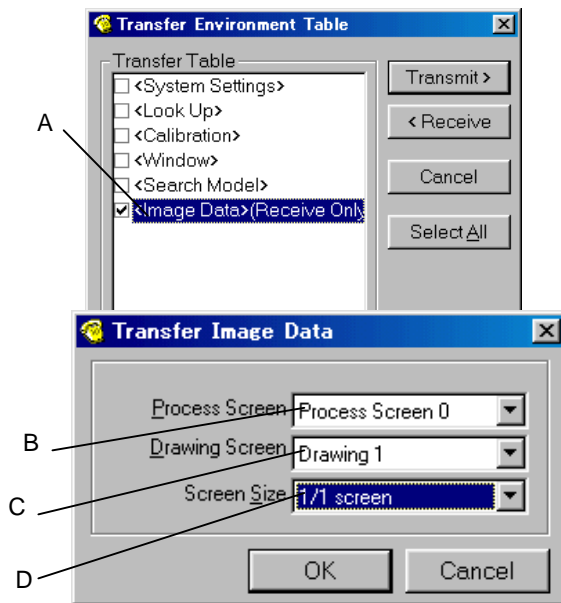 Transfer Environment Table
Transfer Table
<System Settings>
<Look Up>
<Calibration>
<Window>
<Search Model>
<Image Data>(Receive Only
Transmit >
< Receive
Cancel
Select All
A
Transfer Image Data
Process Screen Process Screen 0
B
Drawing Screen Drawing 1
C
Screen Size 1/1 screen
D
OK Cancel